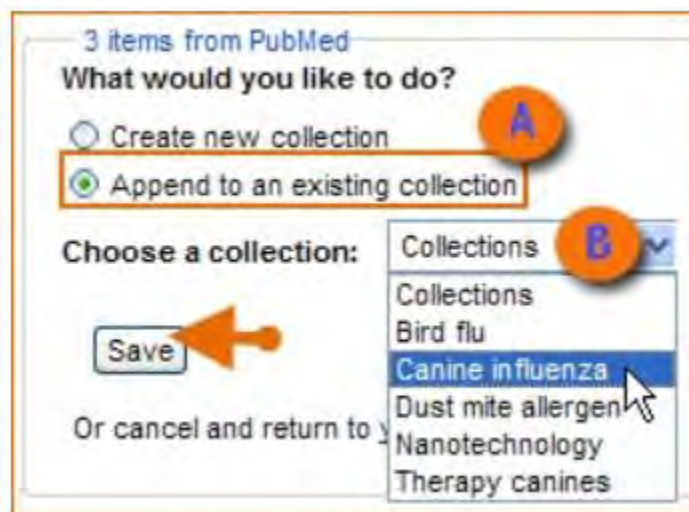 3 items from PubMed
What would you like to do?
A
Create new collection
Append to an existing collection
Choose a collection:
Collections
B
Collections
Bird flu
Canine influenza
Save
Dust mite allergen
Or cancel and return to
Nanotechnology
Therapy canines